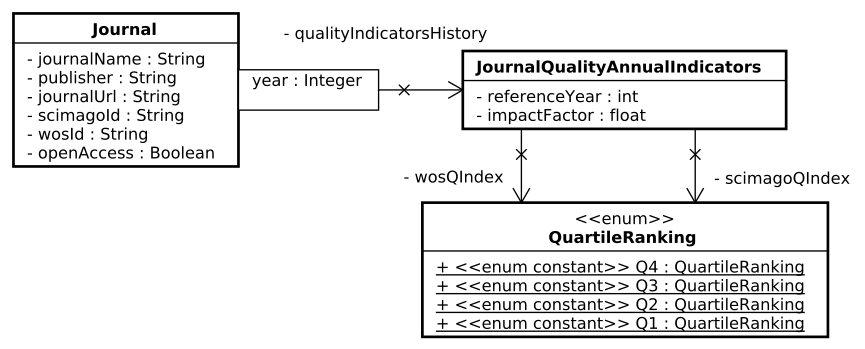 Journal
- journalName : String
- publisher : String
- journalUrl : String
- scimagoId : String
- wosId : String
- openAccess : Boolean
- qualityIndicatorsHistory
year : Integer
JournalQualityAnnualIndicators
- referenceYear : int
- impactFactor : float
- wosQIndex
- scimagoQIndex
<<enum>>
QuartileRanking
+ <<enum constant>> Q4 : QuartileRanking
+ <<enum constant>> Q3 : QuartileRanking
+ <<enum constant>> Q2 : QuartileRanking
+ <<enum constant>> Q1 : QuartileRanking